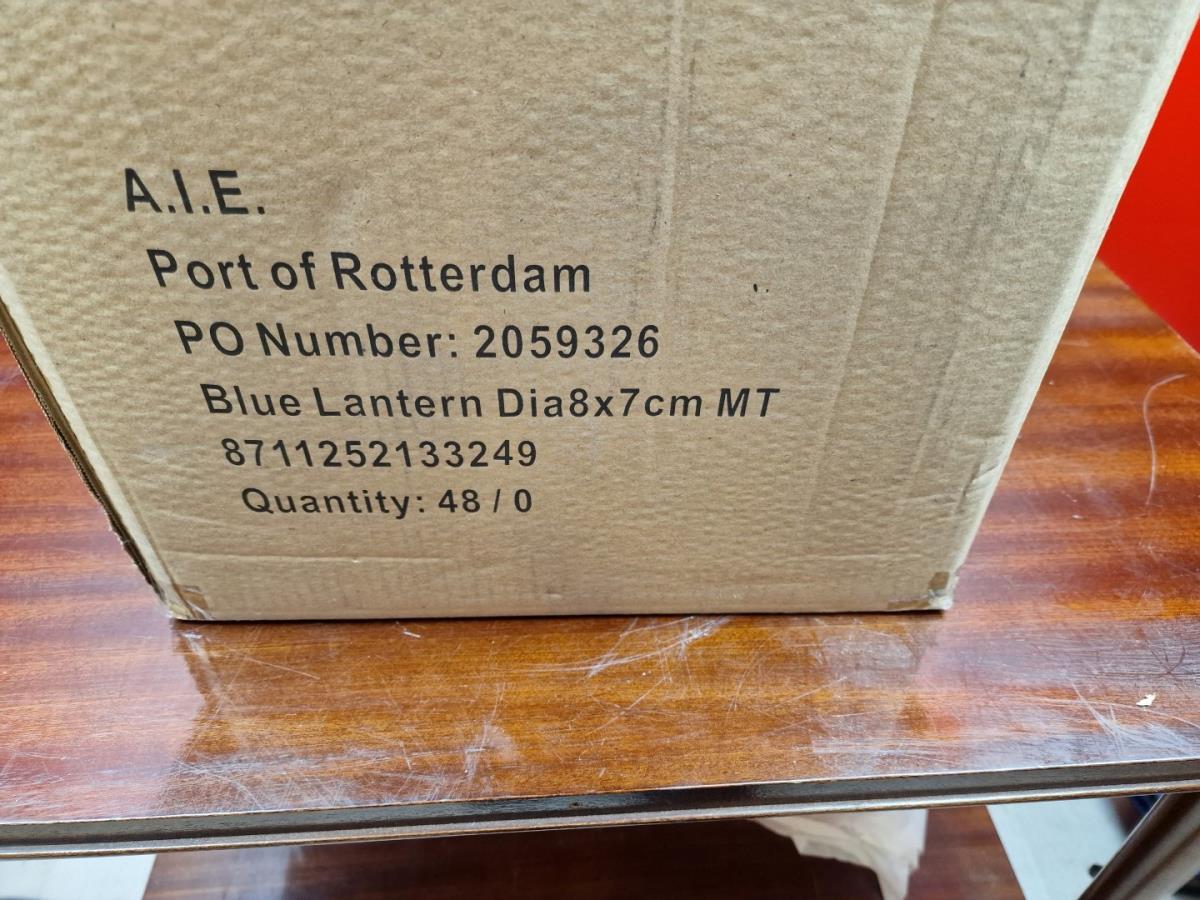 A.I.E.
Port of Rotterdam
PO Number: 2059326
Blue Lantern Dia8x7cm MT
8711252133249
Quantity: 48 / 0